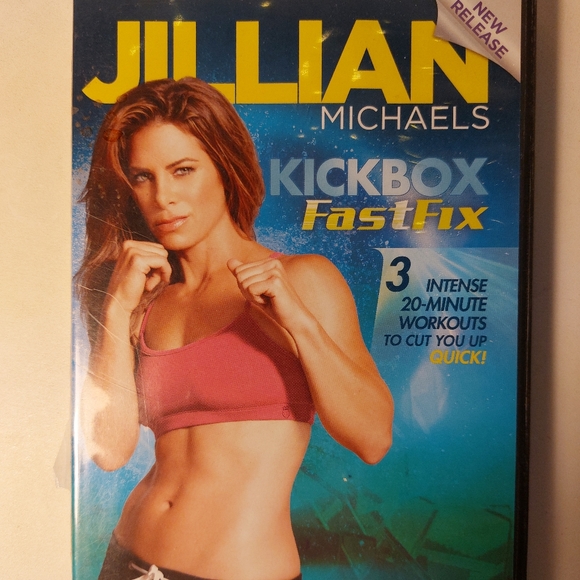 NEW
RELEASE
JILLIAN
MICHAELS
KICKBOX
FastFix
3 INTENSE
20-MINUTE
WORKOUTS
TO CUT YOU UP
QUICK!